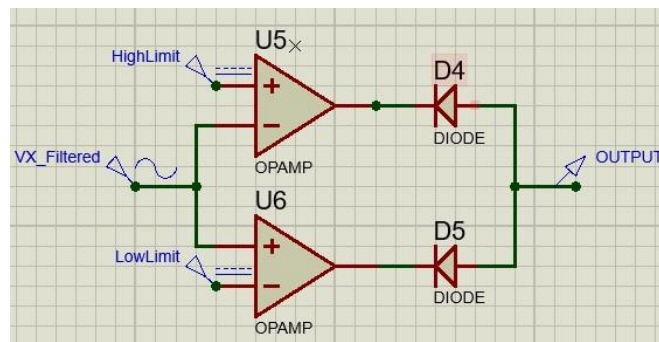 U5
HighLimit
D4
DIODE
VX_Filtered
OPAMP
OUTPUT
U6
D5
LowLimit
DIODE
OPAMP